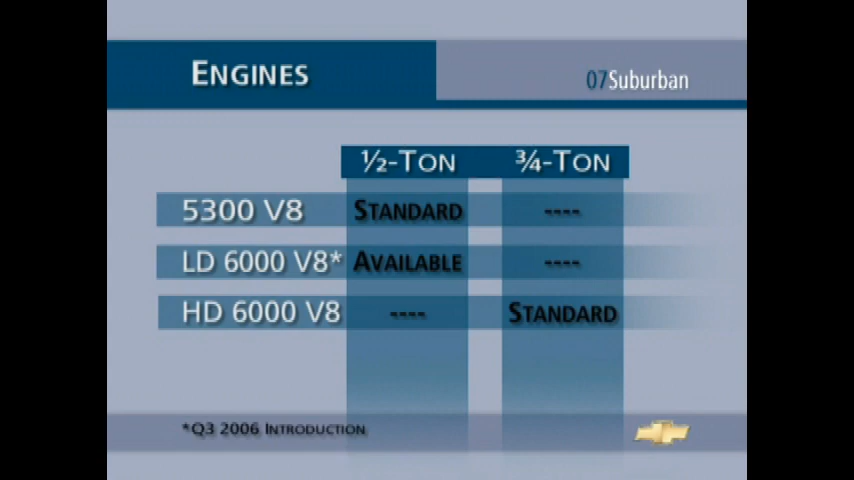 ENGINES
07Suburban
½-TON ¾-TON
5300 V8 STANDARD ----
LD 6000 V8* AVAILABLE ----
HD 6000 V8 ---- STANDARD
*Q3 2006 INTRODUCTION